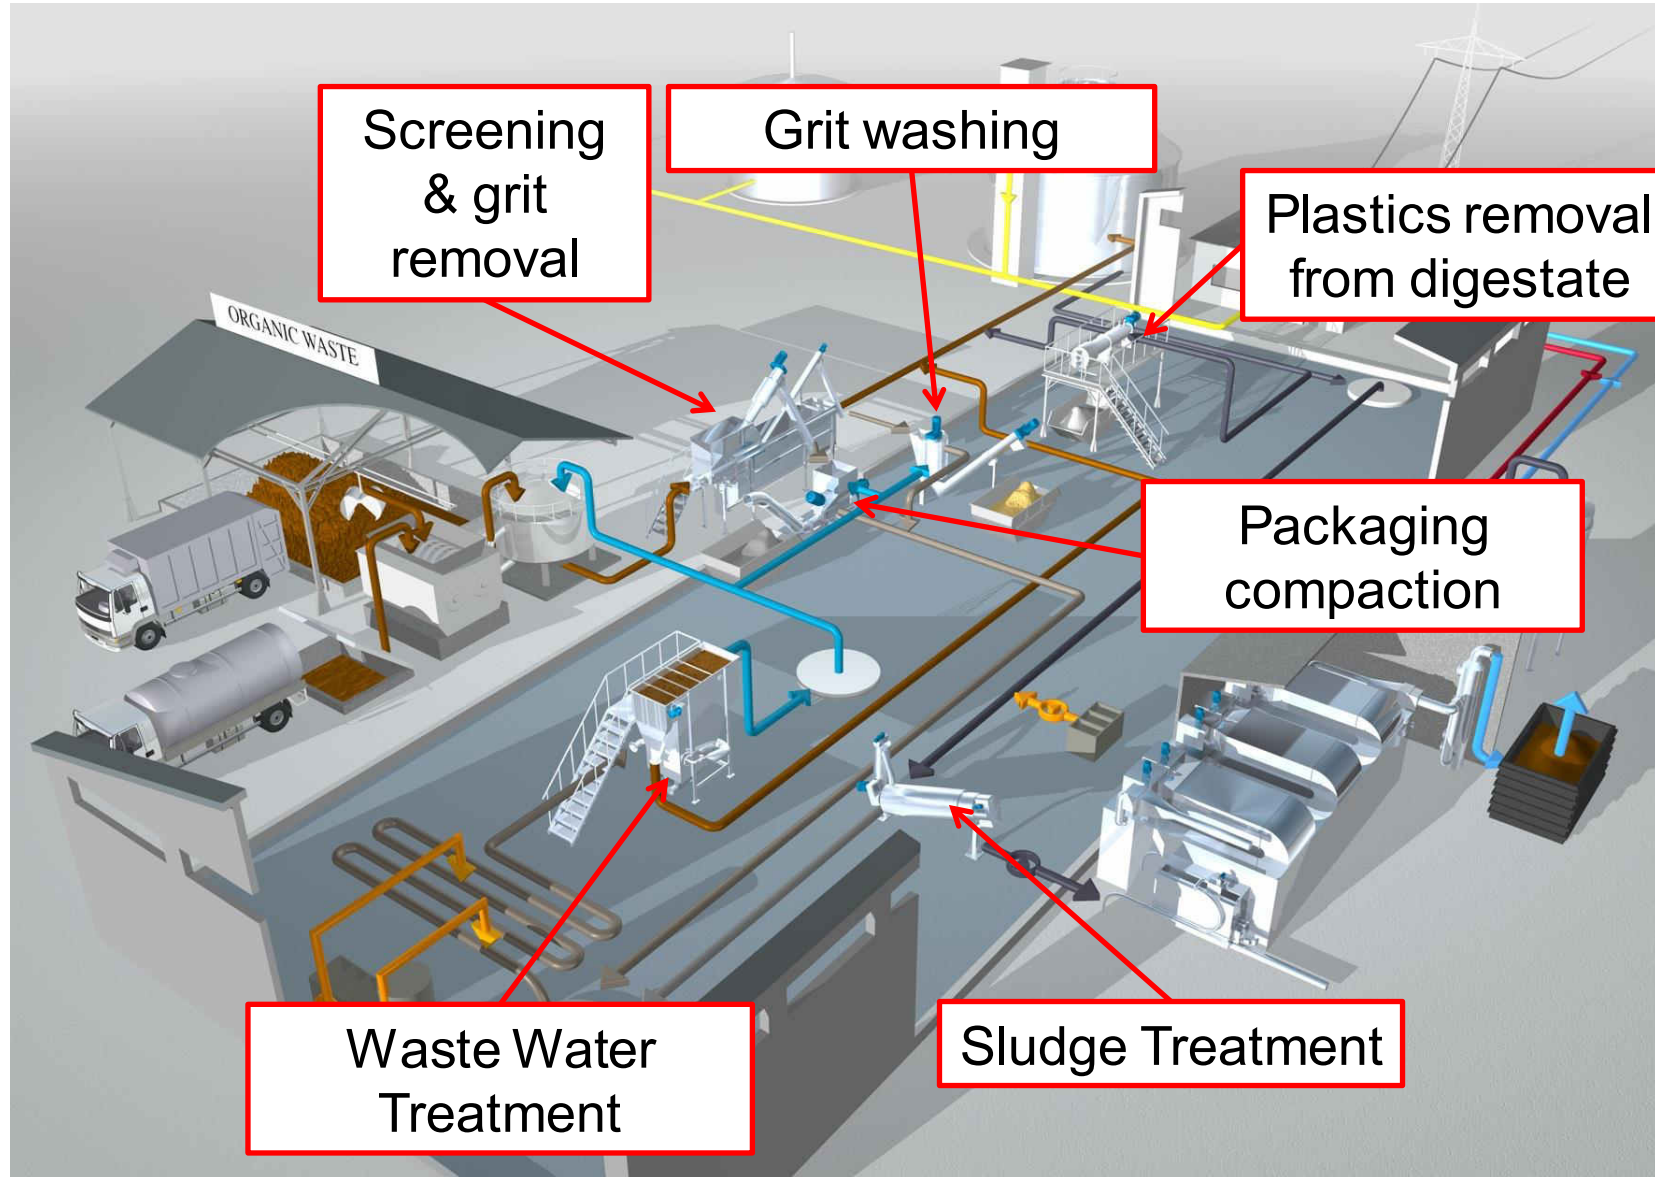 Screening
& grit
removal
Grit washing
Plastics removal
from digestate
ORGANIC WASTE
Packaging
compaction
Waste Water
Treatment
Sludge Treatment